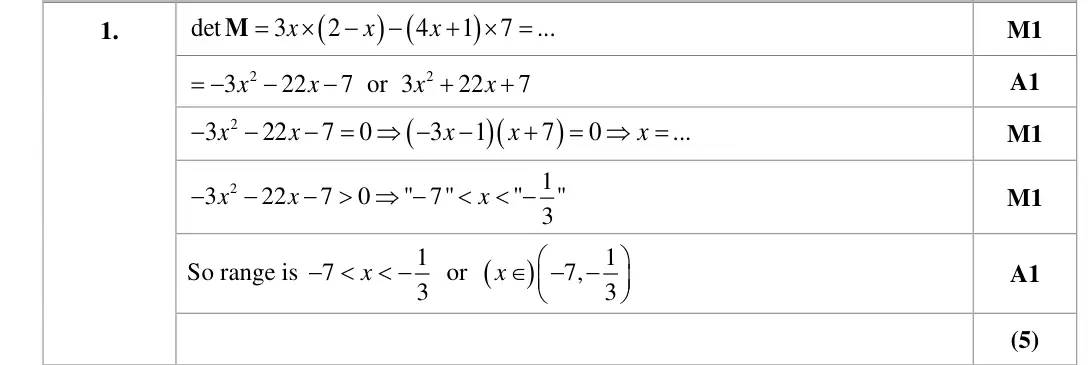 1. det M = 3x×(2−x)−(4x+1)×7 = ... M1
= −3x² − 22x − 7 or 3x² + 22x + 7 A1
−3x² − 22x − 7 = 0 ⇒ (−3x−1)(x+7) = 0 ⇒ x = ... M1
−3x² − 22x − 7 > 0 ⇒ "−7" < x < "−1/3" M1
So range is −7 < x < −1/3 or (x ∈)(−7, −1/3) A1
(5)